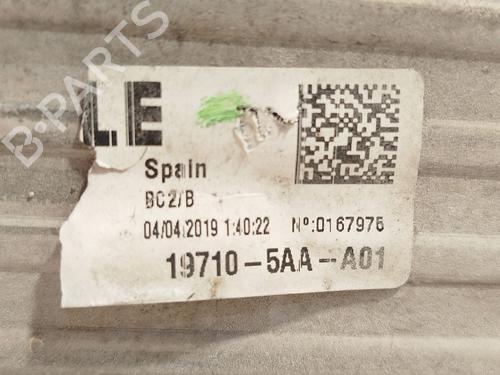 B-PARTS
LE
Spain
BC2/B
04/04/2019 1:40:22 Nº:0167975
19710-5AA-A01